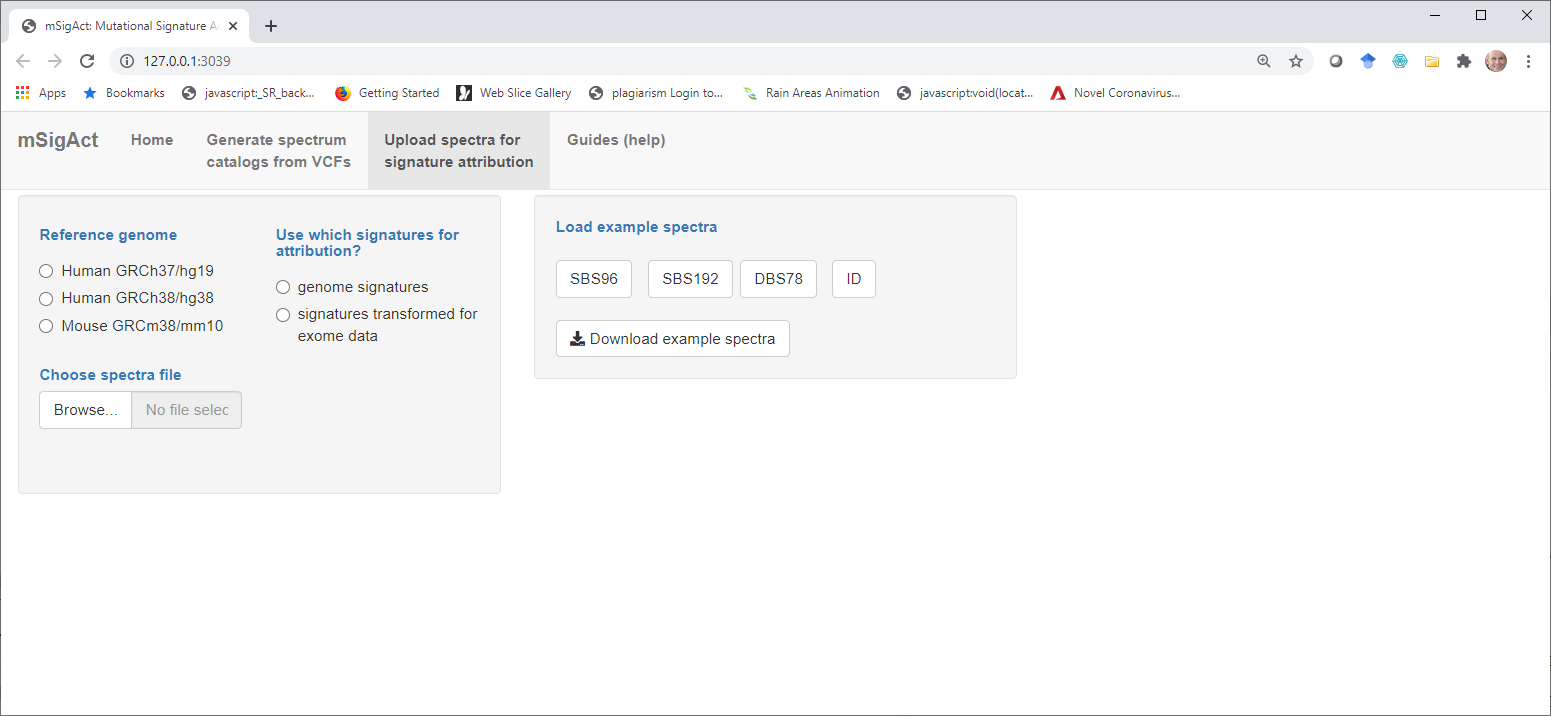 mSigAct: Mutational Signature A
127.0.0.1:3039
Apps
Bookmarks
javascript:_SR_back...
Getting Started
Web Slice Gallery
plagiarism Login to...
Rain Areas Animation
javascript:void(locat...
Novel Coronavirus...
mSigAct
Home
Generate spectrum
catalogs from VCFs
Upload spectra for
signature attribution
Guides (help)
Reference genome
Human GRCh37/hg19
Human GRCh38/hg38
Mouse GRCm38/mm10
Use which signatures for
attribution?
genome signatures
signatures transformed for
exome data
Choose spectra file
Browse...
No file selec
Load example spectra
SBS96
SBS192
DBS78
ID
Download example spectra